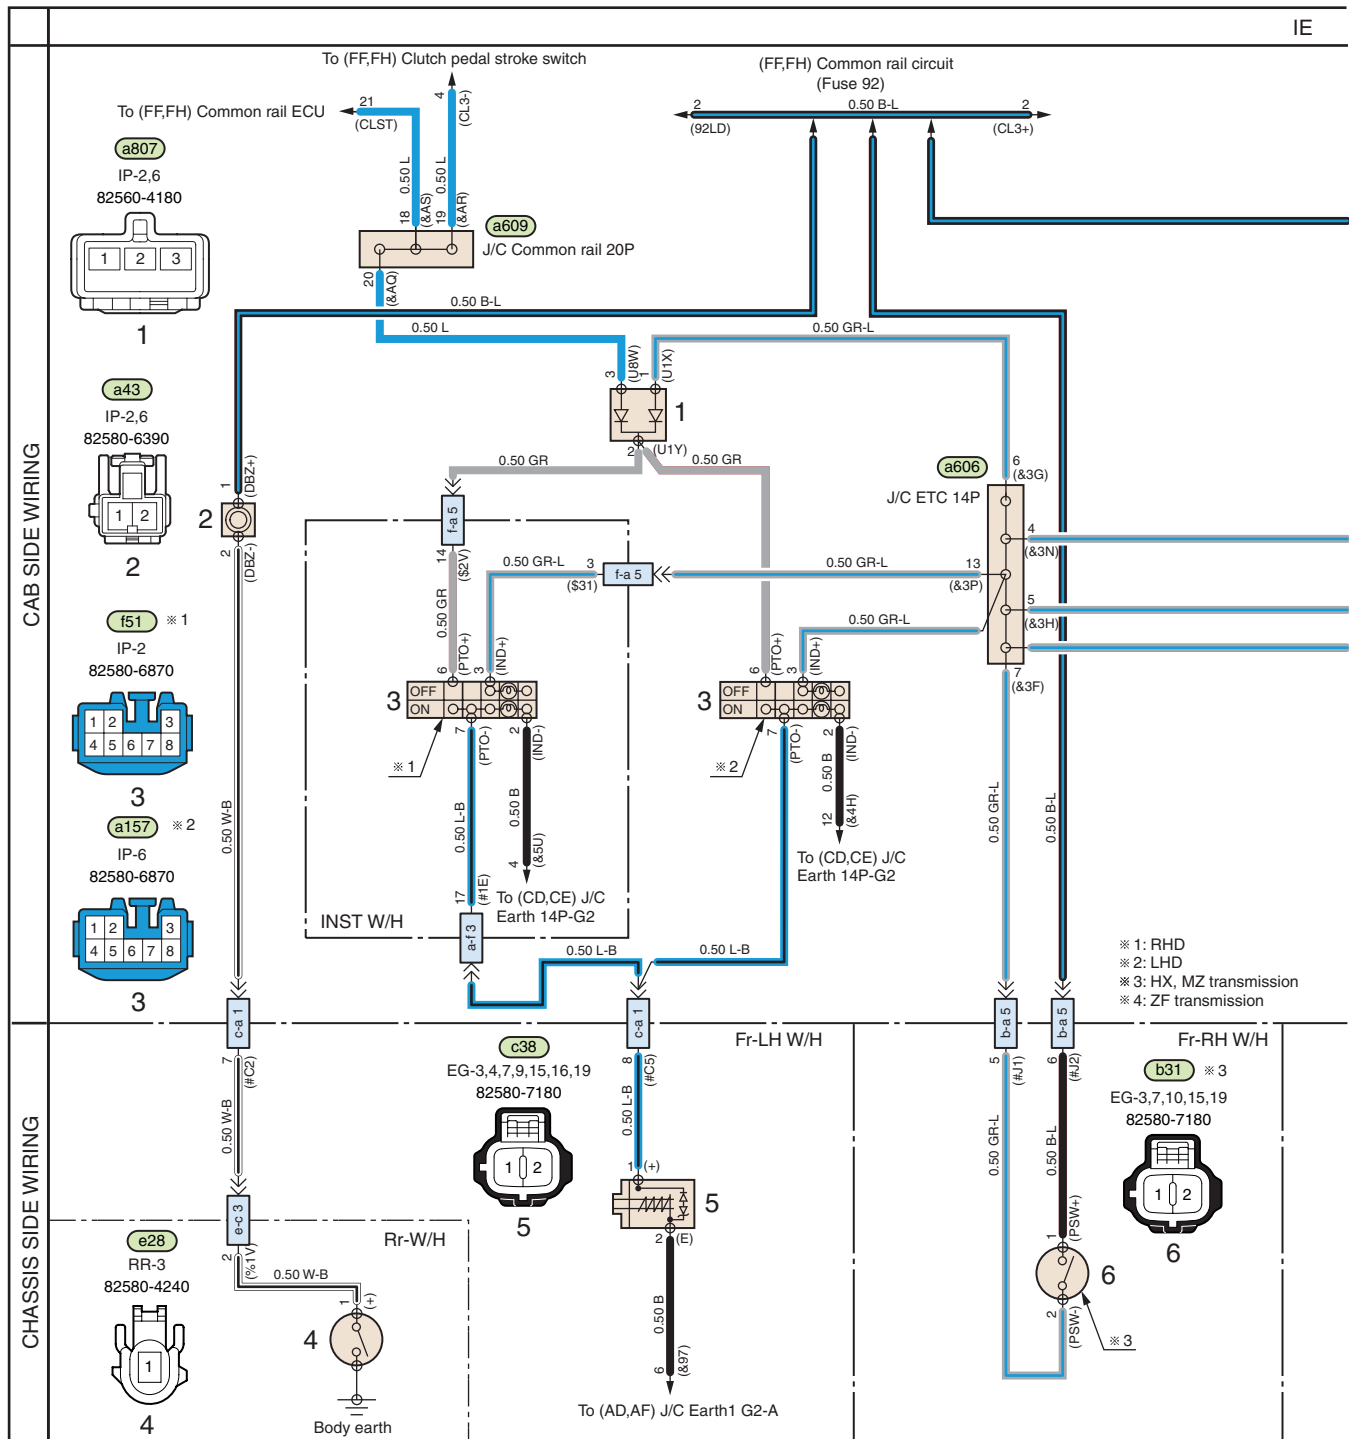 IE
To (FF,FH) Clutch pedal stroke switch
(FF,FH) Common rail circuit
(Fuse 92)
To (FF,FH) Common rail ECU
21
(CLST)
4
(CL3-)
2
0.50 B-L
2
(92LD)
(CL3+)
a807
IP-2,6
82560-4180
1 2 3
1
0.50 L
0.50 L
18
(&AS)
19
(&AR)
a609
J/C Common rail 20P
20
(&AQ)
0.50 B-L
0.50 L
0.50 GR-L
3
(U8W)
1
(U1X)
1
2
(U1Y)
a43
IP-2,6
82580-6390
1 2
2
0.50 GR
0.50 GR
a606
J/C ETC 14P
6
(&3G)
4
(&3N)
13
(&3P)
5
(&3H)
7
(&3F)
1
(DBZ+)
2
2
(DBZ-)
f-a 5
14
($2V)
0.50 GR-L
3
($31)
f-a 5
0.50 GR-L
0.50 GR-L
CAB SIDE WIRING
f51 ※ 1
IP-2
82580-6870
1 2 3
4 5 6 7 8
3
a157 ※ 2
IP-6
82580-6870
1 2 3
4 5 6 7 8
3
0.50 GR
6
(PTO+)
3
(IND+)
3
OFF
ON
※ 1
7
(PTO-)
2
(IND-)
6
(PTO+)
3
(IND+)
3
OFF
ON
※ 2
7
(PTO-)
2
(IND-)
0.50 W-B
0.50 L-B
0.50 B
4
(&5U)
0.50 B
12
(&4H)
To (CD,CE) J/C
Earth 14P-G2
To (CD,CE) J/C
Earth 14P-G2
0.50 GR-L
0.50 B-L
17
(#1E)
INST W/H
a-f 3
0.50 L-B
0.50 L-B
※ 1: RHD
※ 2: LHD
※ 3: HX, MZ transmission
※ 4: ZF transmission
c-a 1
c-a 1
b-a 5
b-a 5
CHASSIS SIDE WIRING
Fr-LH W/H
Fr-RH W/H
7
(#C2)
0.50 W-B
c38
EG-3,4,7,9,15,16,19
82580-7180
1 2
5
8
(#C5)
0.50 L-B
1
(+)
5
2
(E)
0.50 B
6
(&97)
To (AD,AF) J/C Earth1 G2-A
5
(#J1)
6
(#J2)
0.50 GR-L
0.50 B-L
b31 ※ 3
EG-3,7,10,15,19
82580-7180
1 2
6
1
(PSW+)
6
2
(PSW-)
※ 3
e-c 3
Rr-W/H
2
(%1V)
0.50 W-B
e28
RR-3
82580-4240
1
4
1
(+)
4
Body earth